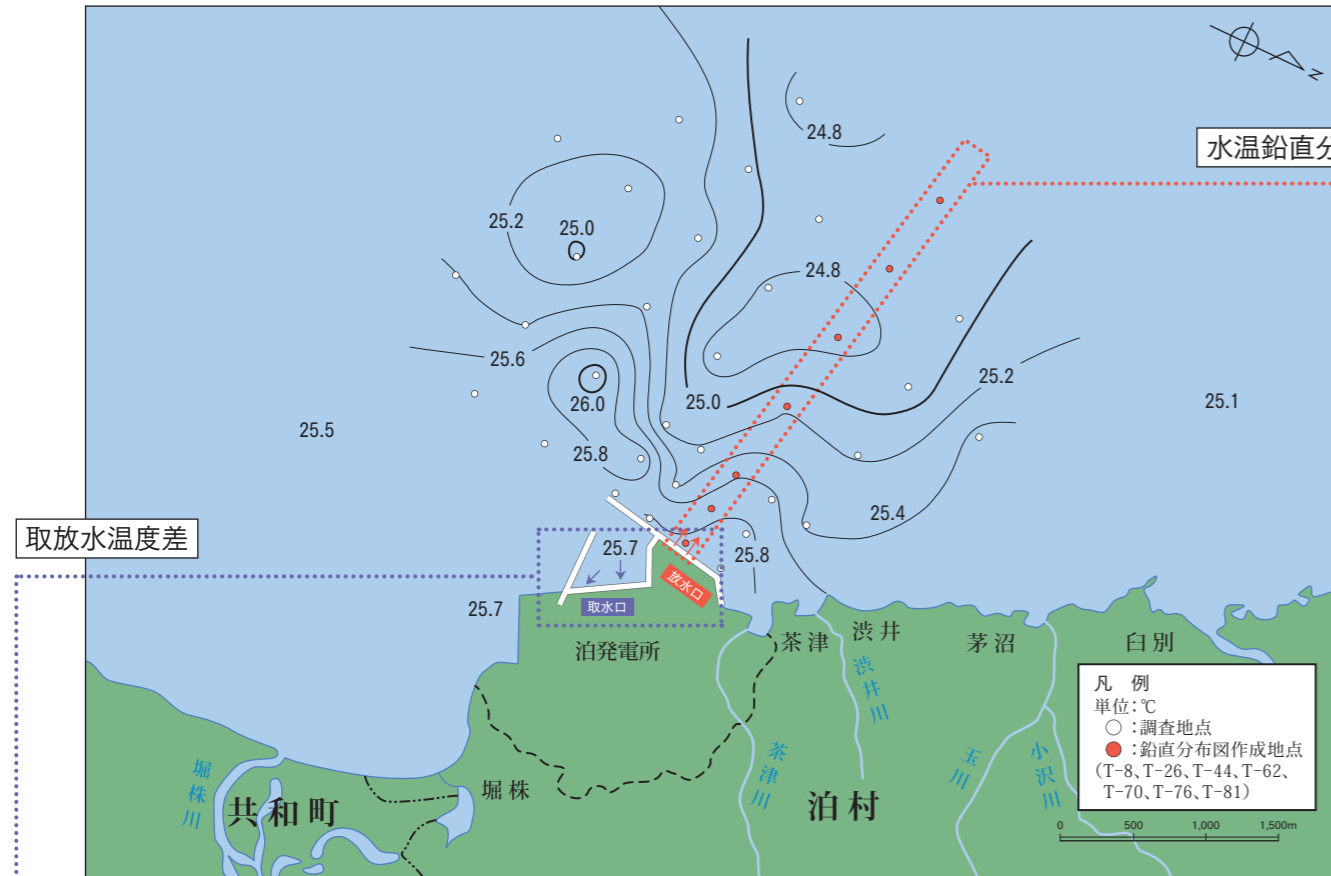 N
24.8
水温鉛直分
25.2
25.0
24.8
25.6
26.0
25.0
25.2
25.1
25.5
25.8
25.4
取放水温度差
25.7
25.8
放水口
取水口
25.7
泊発電所
茶津
渋井
茅沼
臼別
渋井川
茶津川
玉川
小沢川
堀株川
堀株
共和町
泊村
凡 例
単位:℃
○:調査地点
●:鉛直分布図作成地点
(T-8、T-26、T-44、T-62、
T-70、T-76、T-81)
0 500 1,000 1,500m